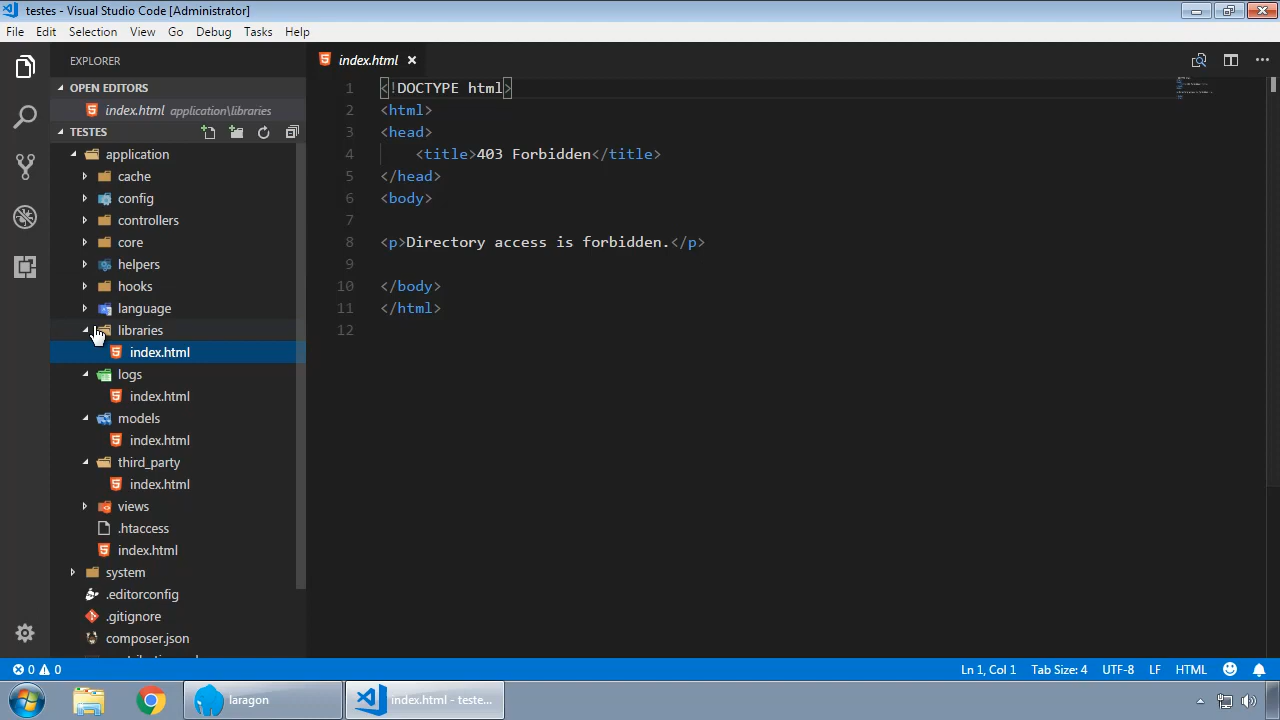 testes - Visual Studio Code [Administrator]
File Edit Selection View Go Debug Tasks Help
EXPLORER
OPEN EDITORS
index.html application\libraries
TESTES
application
cache
config
controllers
core
helpers
hooks
language
libraries
index.html
logs
index.html
models
index.html
third_party
index.html
views
.htaccess
index.html
system
.editorconfig
.gitignore
composer.json
index.html
1 <!DOCTYPE html>
2 <html>
3 <head>
4 <title>403 Forbidden</title>
5 </head>
6 <body>
7
8 <p>Directory access is forbidden.</p>
9
10 </body>
11 </html>
12
0 0 Ln 1, Col 1 Tab Size: 4 UTF-8 LF HTML
laragon
index.html - teste...